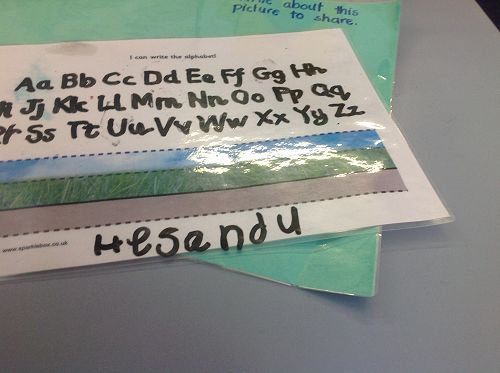 about this
picture to share.
I can write the alphabet!
Aa Bb Cc Dd Ee Ff Gg Hh
Jj Kk Ll Mm Nn Oo Pp Qq
Ss Tt Uu Vv Ww Xx Yy Zz
www.sparklebox.co.uk
Hesandu